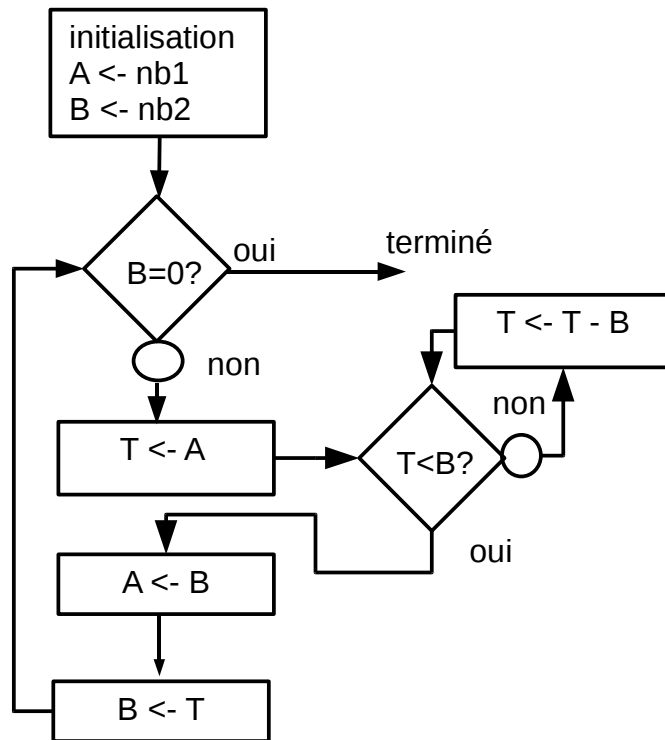 initialisation
A <- nb1
B <- nb2
B=0?
oui
terminé
non
T <- A
T<B?
non
T <- T - B
oui
A <- B
B <- T